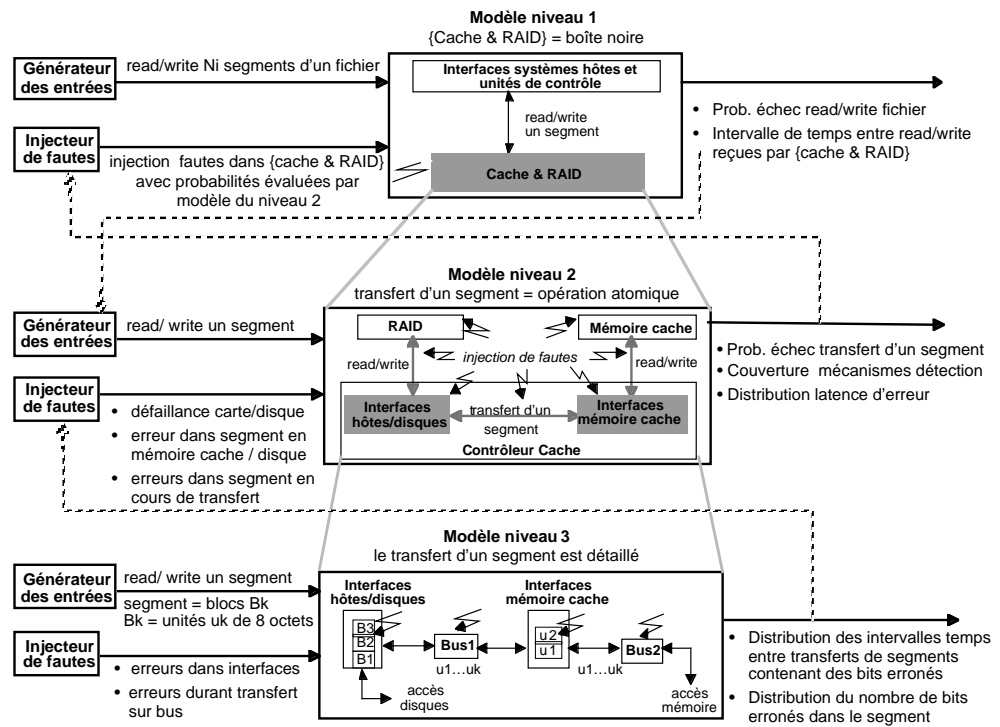 Modèle niveau 1
{Cache & RAID} = boîte noire
Générateur
des entrées
read/write Ni segments d'un fichier
Injecteur
de fautes
injection fautes dans {cache & RAID}
avec probabilités évaluées par
modèle du niveau 2
Interfaces systèmes hôtes et
unités de contrôle
read/write
un segment
Cache & RAID
• Prob. échec read/write fichier
• Intervalle de temps entre read/write
reçues par {cache & RAID}
Modèle niveau 2
transfert d'un segment = opération atomique
Générateur
des entrées
read/ write un segment
Injecteur
de fautes
• défaillance carte/disque
• erreur dans segment en
mémoire cache / disque
• erreurs dans segment en
cours de transfert
RAID
Mémoire cache
read/write
injection de fautes
read/write
Interfaces
hôtes/disques
transfert d'un
segment
Interfaces
mémoire cache
Contrôleur Cache
• Prob. échec transfert d'un segment
• Couverture mécanismes détection
• Distribution latence d'erreur
Modèle niveau 3
le transfert d'un segment est détaillé
Générateur
des entrées
read/ write un segment
segment = blocs Bk
Bk = unités uk de 8 octets
Injecteur
de fautes
• erreurs dans interfaces
• erreurs durant transfert
sur bus
Interfaces
hôtes/disques
B3
B2
B1
accès
disques
Bus1
u1...uk
Interfaces
mémoire cache
u2
u1
u1...uk
Bus2
accès
mémoire
• Distribution des intervalles temps
entre transferts de segments
contenant des bits erronés
• Distribution du nombre de bits
erronés dans le segment